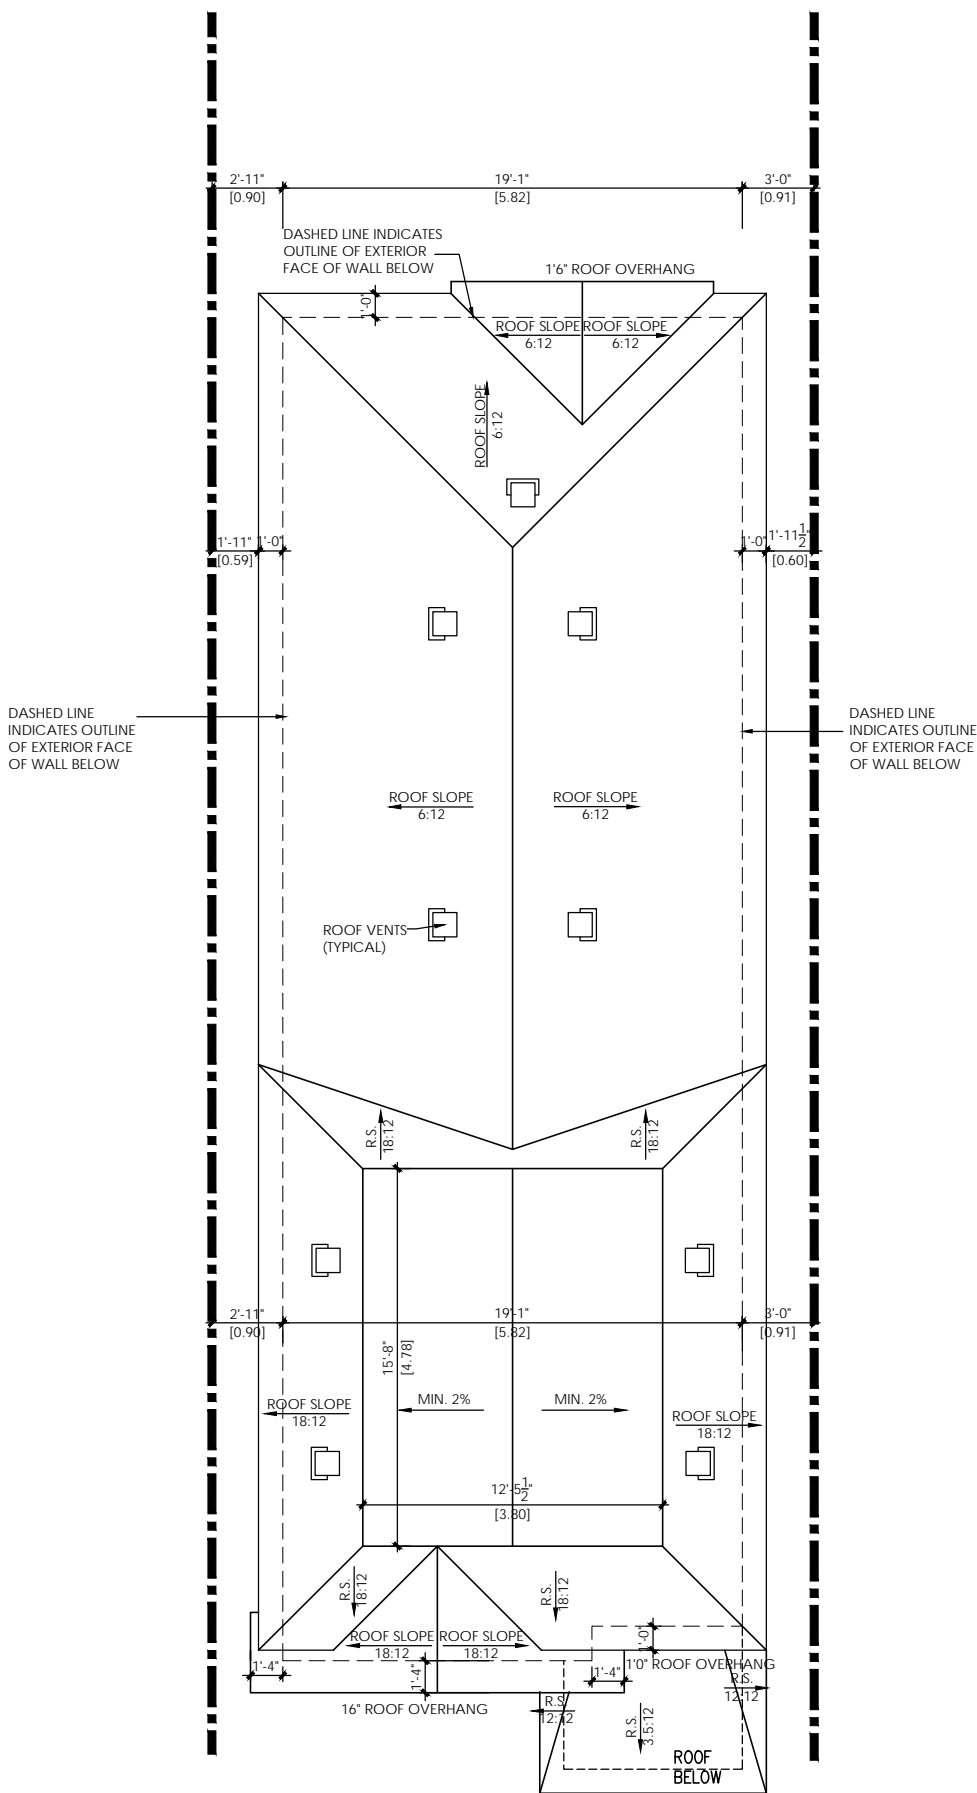 2'-11"
19'-1"
3'-0"
[0.90]
[5.82]
[0.91]
DASHED LINE INDICATES
OUTLINE OF EXTERIOR
FACE OF WALL BELOW
1'6" ROOF OVERHANG
1'-0"
ROOF SLOPE
6:12
ROOF SLOPE
6:12
ROOF SLOPE
6:12
1'-11"
1'-0"
[0.59]
1'-0"
1'-11 1/2"
[0.60]
DASHED LINE
INDICATES OUTLINE
OF EXTERIOR FACE
OF WALL BELOW
DASHED LINE
INDICATES OUTLINE
OF EXTERIOR FACE
OF WALL BELOW
ROOF SLOPE
6:12
ROOF SLOPE
6:12
ROOF VENTS
(TYPICAL)
R.S.
18:12
R.S.
18:12
2'-11"
19'-1"
3'-0"
[0.90]
[5.82]
[0.91]
15'-8"
[4.78]
ROOF SLOPE
18:12
MIN. 2%
MIN. 2%
ROOF SLOPE
18:12
12'-5 1/2"
[3.80]
R.S.
18:12
R.S.
18:12
ROOF SLOPE
18:12
ROOF SLOPE
18:12
1'-0"
1'-4"
1'-4"
1'-4"
1'0" ROOF OVERHANG
R.S.
12:12
16" ROOF OVERHANG
R.S.
12:12
R.S.
3.5:12
ROOF
BELOW